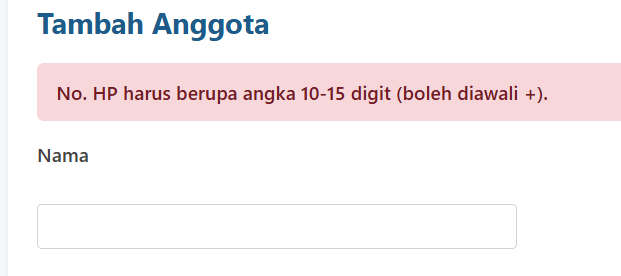 Tambah Anggota
No. HP harus berupa angka 10-15 digit (boleh diawali +).
Nama